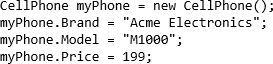 CellPhone myPhone = new CellPhone();
myPhone.Brand = "Acme Electronics";
myPhone.Model = "M1000";
myPhone.Price = 199;